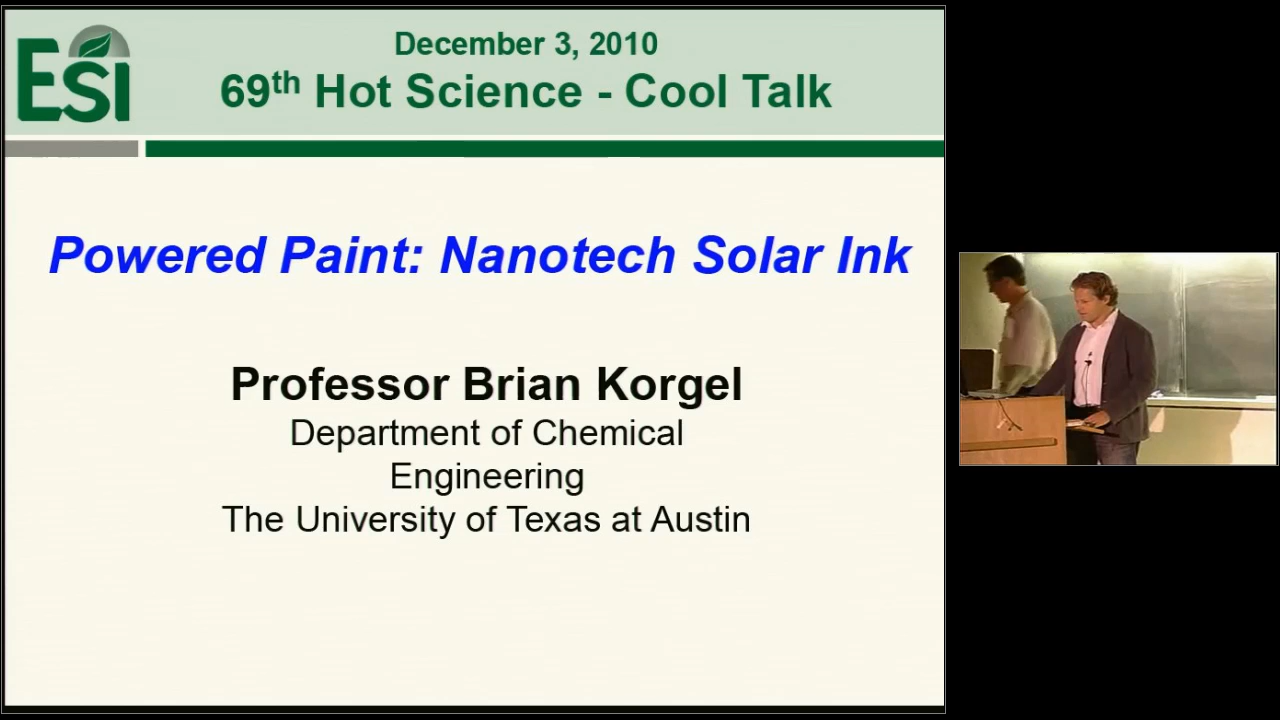 ESI
December 3, 2010
69th Hot Science - Cool Talk
Powered Paint: Nanotech Solar Ink
Professor Brian Korgel
Department of Chemical
Engineering
The University of Texas at Austin